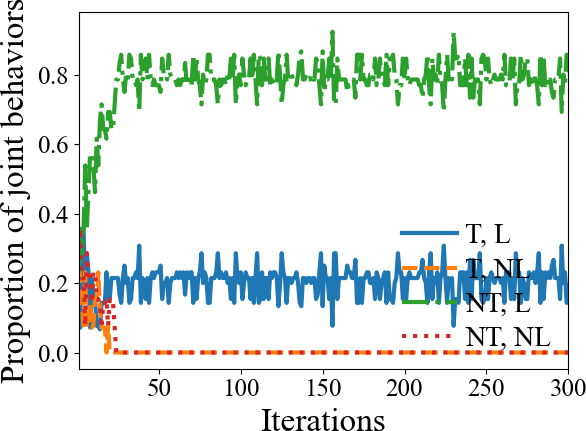 Proportion of joint behaviors
0.8
0.6
0.4
0.2
0.0
T, L
T, NL
NT, L
NT, NL
50
100
150
200
250
300
Iterations